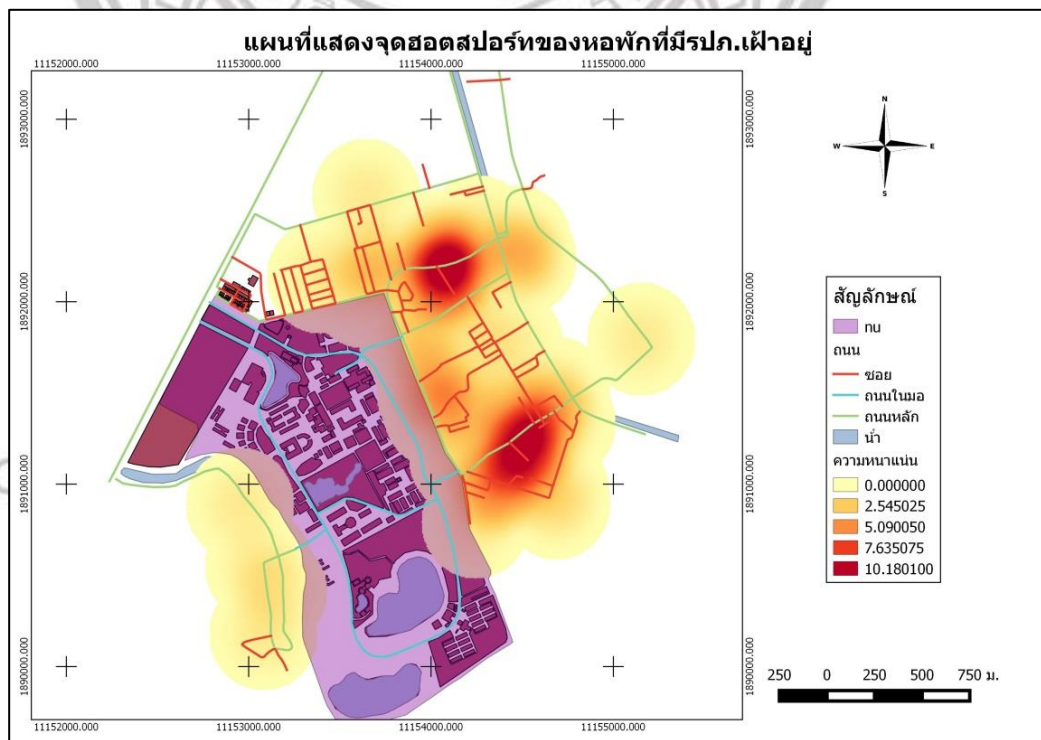 แผนที่แสดงจุดฮอตสปอร์ทของหอพักที่มีรปภ.เฝ้าอยู่
11152000.000 11153000.000 11154000.000 11155000.000
1893000.000 1893000.000
1892000.000 1892000.000
1891000.000 1891000.000
1890000.000 1890000.000
11152000.000 11153000.000 11154000.000 11155000.000
N
W E
S
สัญลักษณ์
nu
ถนน
ซอย
ถนนในมอ
ถนนหลัก
น้ำ
ความหนาแน่น
0.000000
2.545025
5.090050
7.635075
10.180100
250 0 250 500 750 ม.